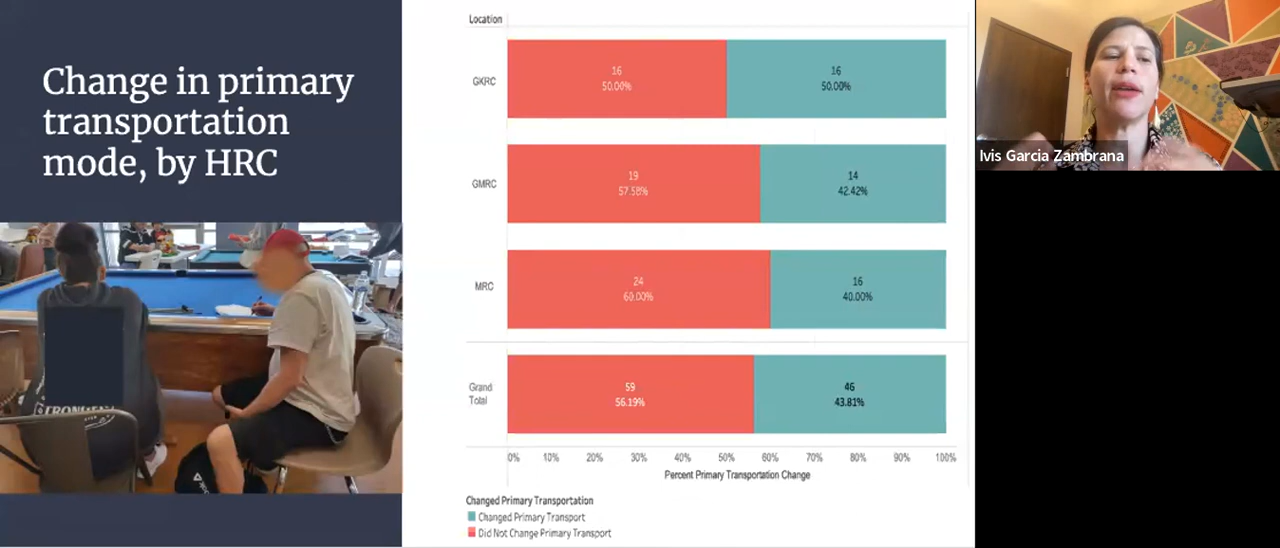 Change in primary
transportation
mode, by HRC
Location
GKRC
16
50.00%
16
50.00%
GMRC
19
57.58%
14
42.42%
MRC
24
60.00%
16
40.00%
Grand
Total
59
56.19%
46
43.81%
0% 10% 20% 30% 40% 50% 60% 70% 80% 90% 100%
Percent Primary Transportation Change
Changed Primary Transportation
Changed Primary Transport
Did Not Change Primary Transport
Ivis Garcia Zambrana